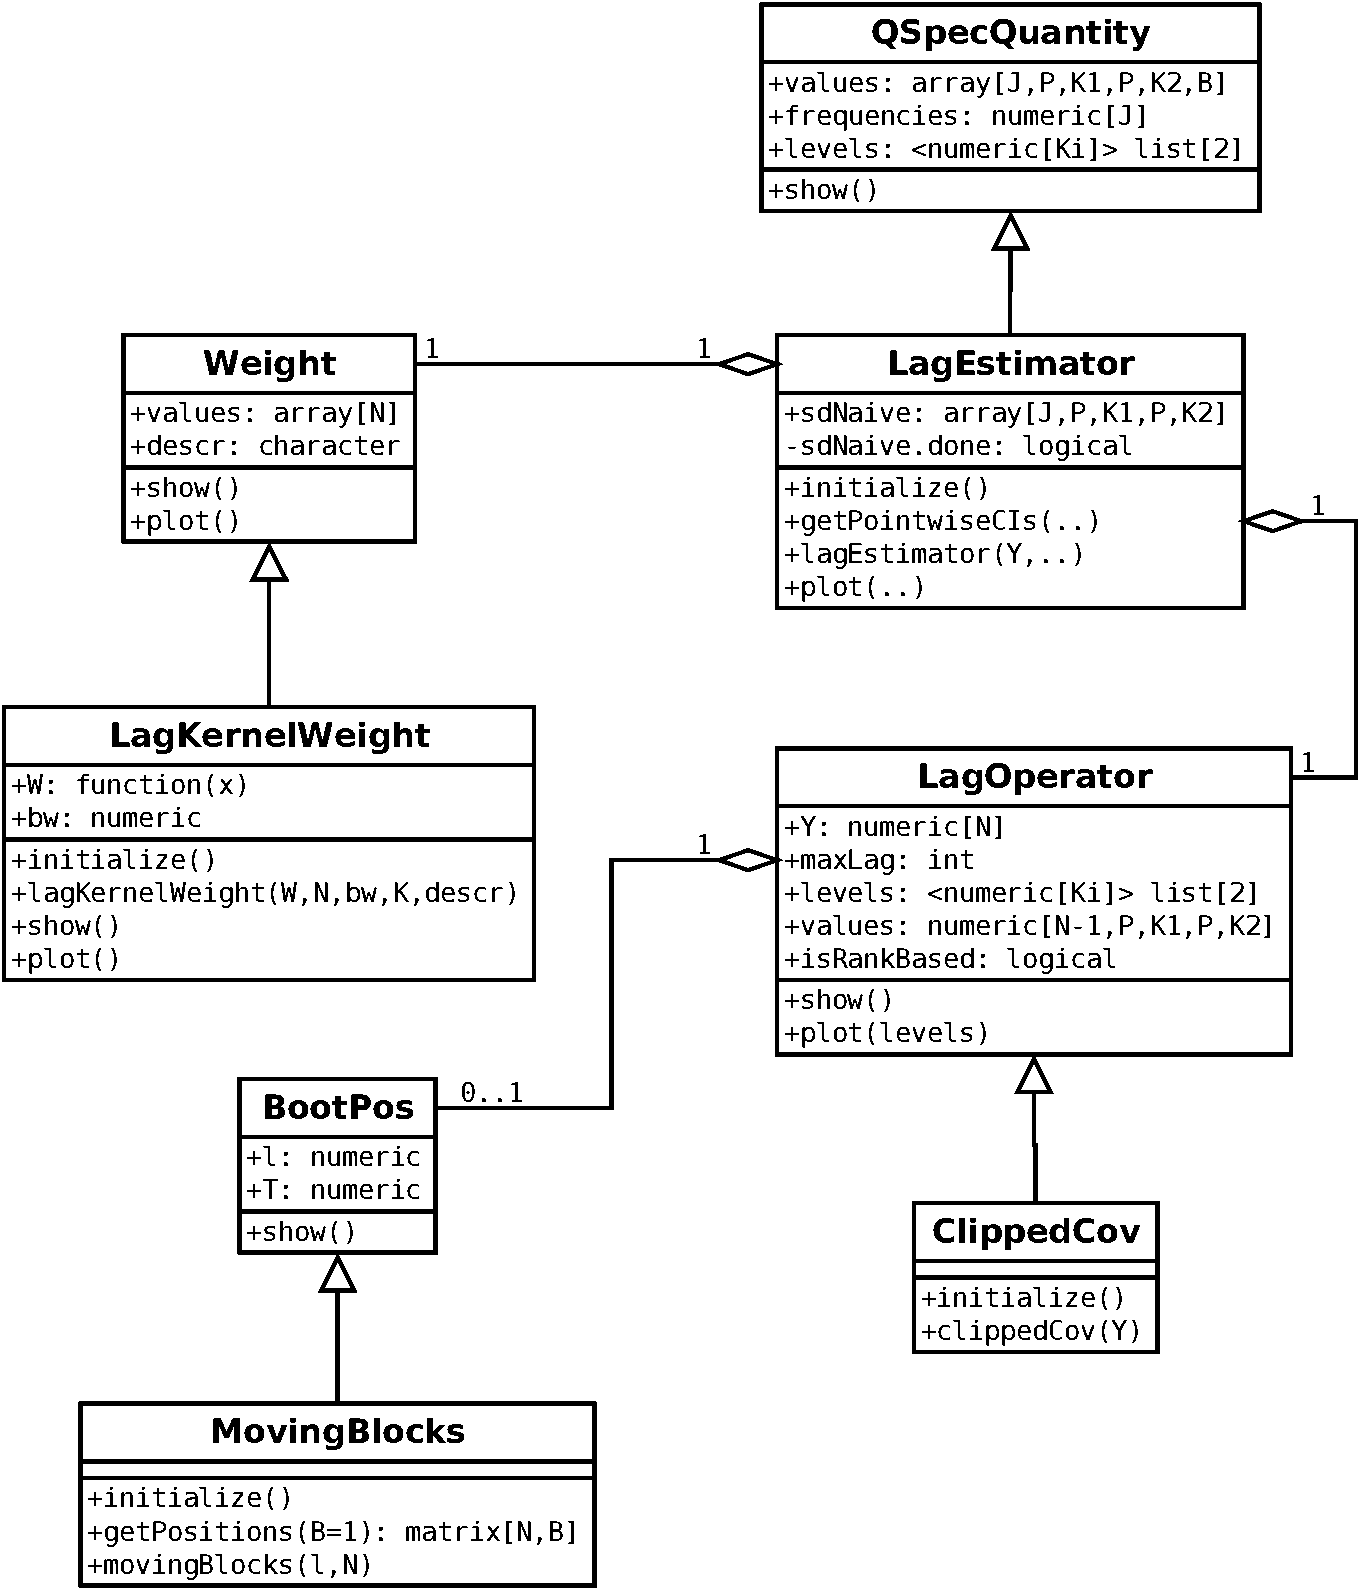 QSpecQuantity
+values: array[J,P,K1,P,K2,B]
+frequencies: numeric[J]
+levels: <numeric[Ki]> list[2]
+show()
Weight
+values: array[N]
+descr: character
+show()
+plot()
1
1
LagEstimator
+sdNaive: array[J,P,K1,P,K2]
-sdNaive.done: logical
+initialize()
+getPointwiseCIs(..)
+lagEstimator(Y,..)
+plot(..)
1
1
LagKernelWeight
+W: function(x)
+bw: numeric
+initialize()
+lagKernelWeight(W,N,bw,K,descr)
+show()
+plot()
LagOperator
+Y: numeric[N]
+maxLag: int
+levels: <numeric[Ki]> list[2]
+values: numeric[N-1,P,K1,P,K2]
+isRankBased: logical
+show()
+plot(levels)
1
0..1
BootPos
+l: numeric
+T: numeric
+show()
ClippedCov
+initialize()
+clippedCov(Y)
MovingBlocks
+initialize()
+getPositions(B=1): matrix[N,B]
+movingBlocks(l,N)